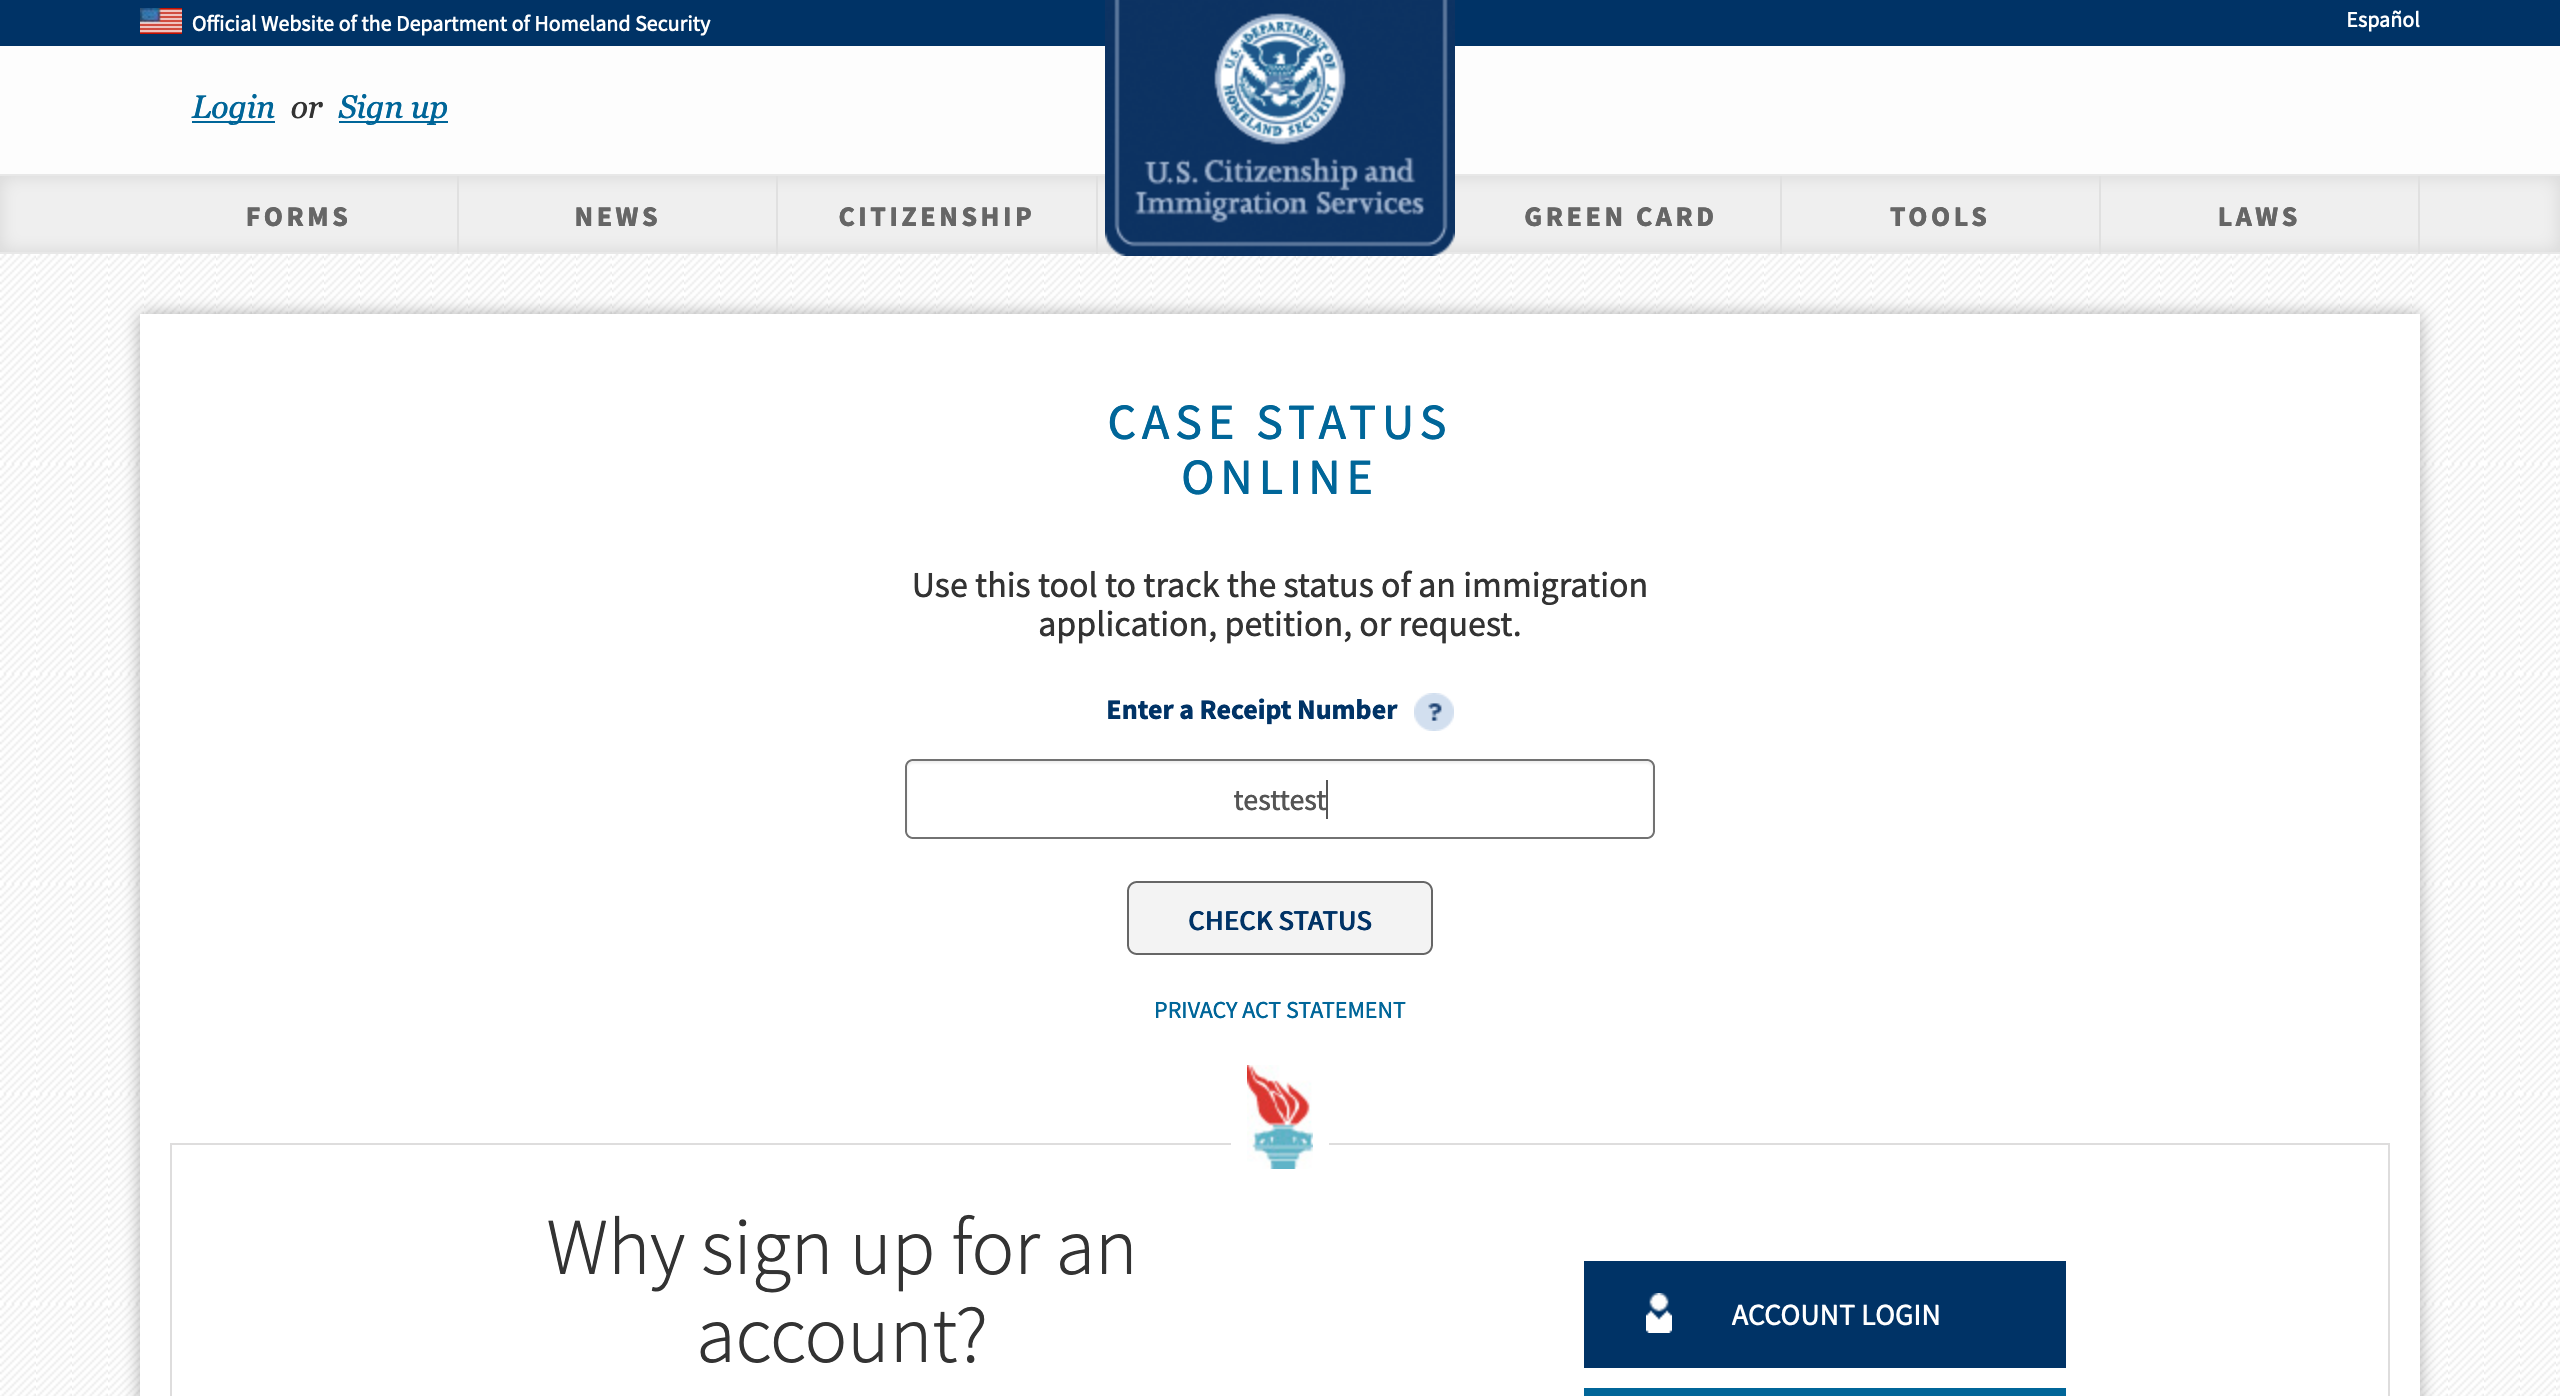 Official Website of the Department of Homeland Security
Español
Login or Sign up
U.S. DEPARTMENT OF
HOMELAND SECURITY
U.S. Citizenship and
Immigration Services
FORMS
NEWS
CITIZENSHIP
GREEN CARD
TOOLS
LAWS
CASE STATUS
ONLINE
Use this tool to track the status of an immigration
application, petition, or request.
Enter a Receipt Number ?
testtest
CHECK STATUS
PRIVACY ACT STATEMENT
Why sign up for an
account?
ACCOUNT LOGIN